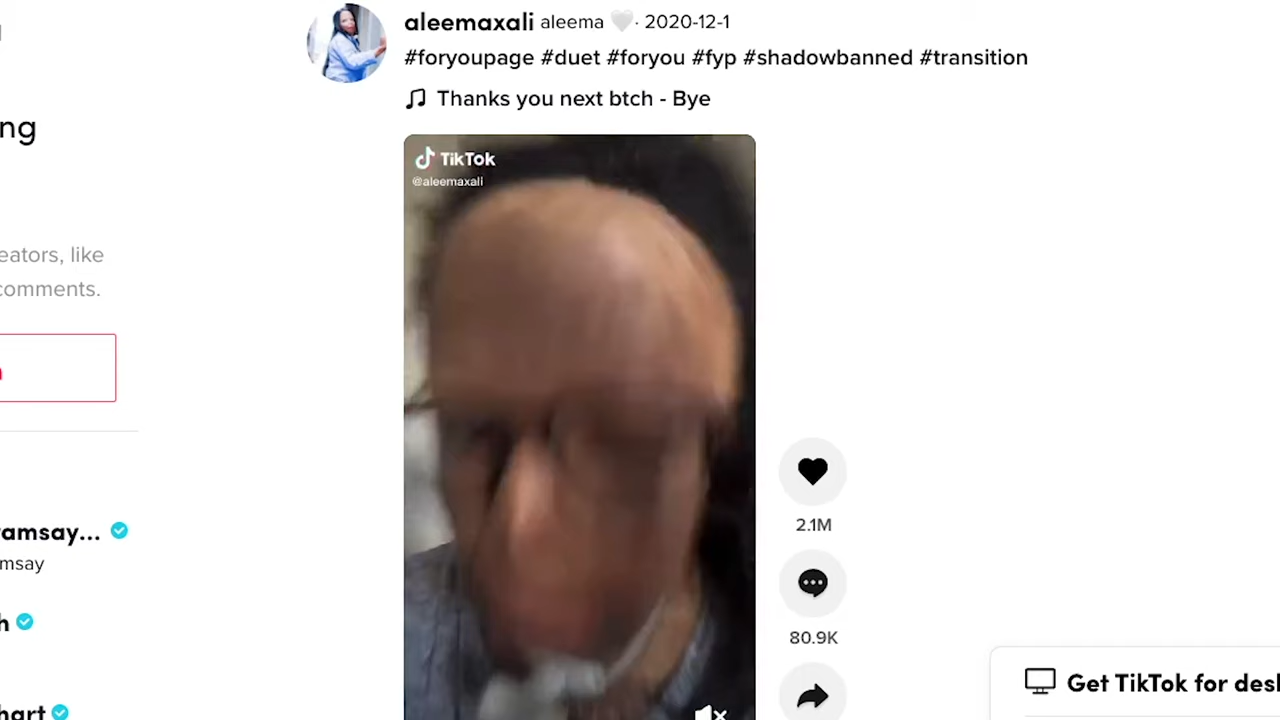 aleemaxali aleema 🤍· 2020-12-1
#foryoupage #duet #foryou #fyp #shadowbanned #transition
♫ Thanks you next btch - Bye
ng
TikTok
@aleemaxali
eators, like
comments.
2.1M
ramsay...
msay
80.9K
h
Get TikTok for desk
hart